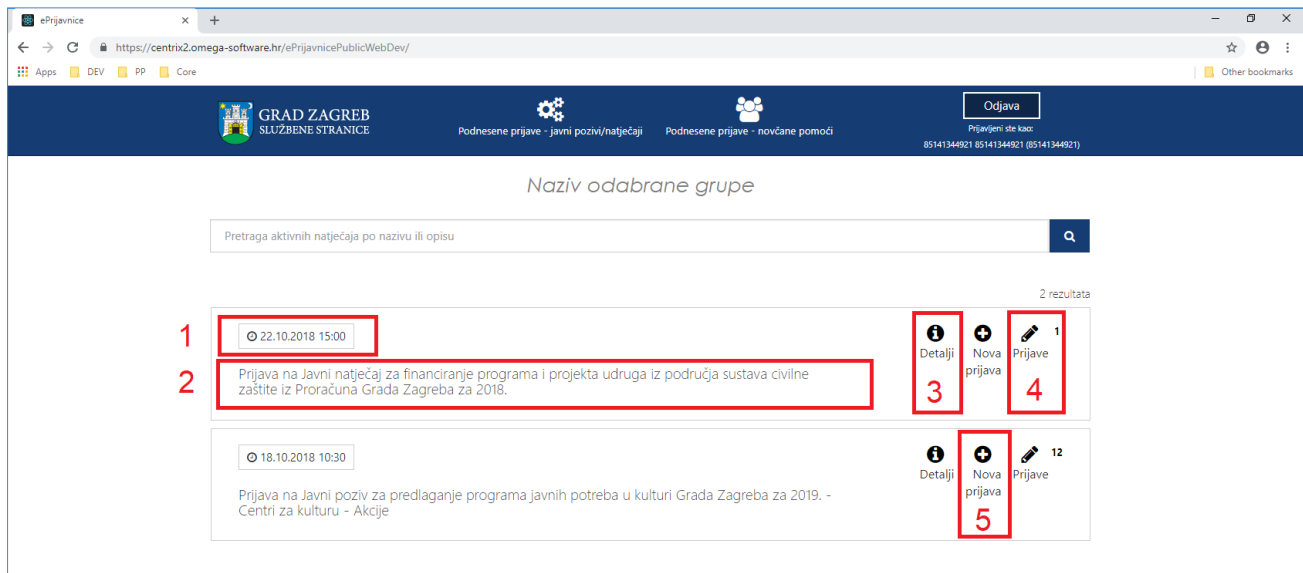 ePrijavnice
https://centrix2.omega-software.hr/ePrijavnicePublicWebDev/
Apps DEV PP Core Other bookmarks
GRAD ZAGREB
SLUŽBENE STRANICE
Podnesene prijave - javni pozivi/natječaji
Podnesene prijave - novčane pomoći
Odjava
Prijavljeni ste kao:
85141344921 85141344921 (85141344921)
Naziv odabrane grupe
Pretraga aktivnih natječaja po nazivu ili opisu
2 rezultata
1
22.10.2018 15:00
2
Prijava na Javni natječaj za financiranje programa i projekta udruga iz područja sustava civilne
zaštite iz Proračuna Grada Zagreba za 2018.
Detalji
3
Nova
prijava
1
Prijave
4
18.10.2018 10:30
Prijava na Javni poziv za predlaganje programa javnih potreba u kulturi Grada Zagreba za 2019. -
Centri za kulturu - Akcije
Detalji
Nova
prijava
5
12
Prijave